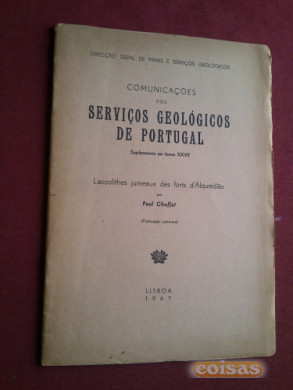 DIRECÇÃO GERAL DE MINAS E SERVIÇOS GEOLÓGICOS
COMUNICAÇÕES
DOS
SERVIÇOS GEOLÓGICOS
DE PORTUGAL
Suplemento ao tomo XXVII
Laccolithes jumeaux des forts d'Alqueidão
por
Paul Choffat
(Publicação póstuma)
LISBOA
1947
coisas